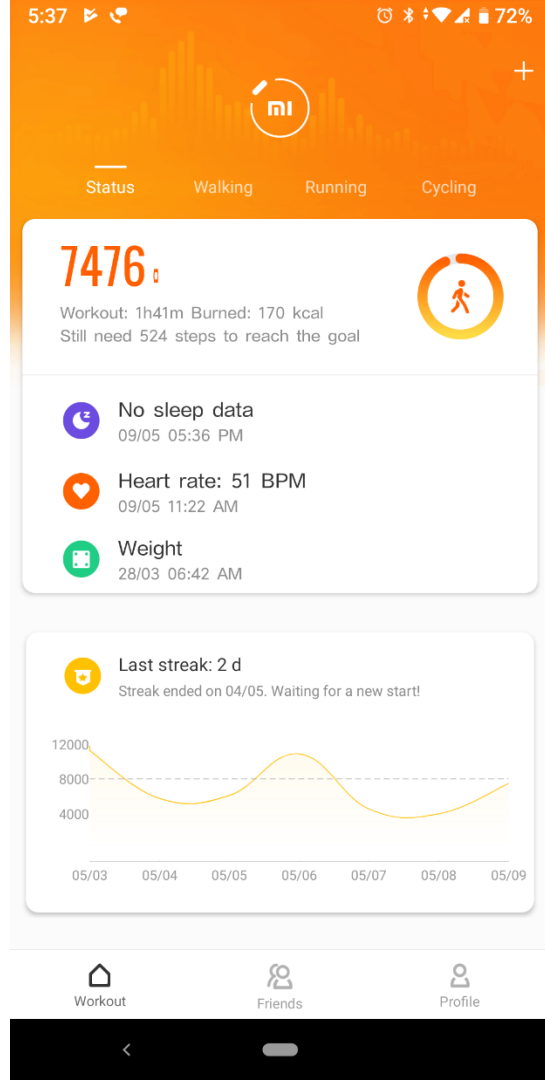 5:37
72%
mi
Status Walking Running Cycling
7476
Workout: 1h41m Burned: 170 kcal
Still need 524 steps to reach the goal
No sleep data
09/05 05:36 PM
Heart rate: 51 BPM
09/05 11:22 AM
Weight
28/03 06:42 AM
Last streak: 2 d
Streak ended on 04/05. Waiting for a new start!
12000
8000
4000
05/03 05/04 05/05 05/06 05/07 05/08 05/09
Workout Friends Profile